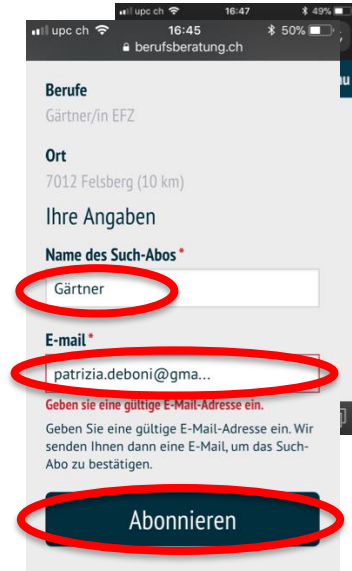 upc ch 16:47 49%
upc ch 16:45 50%
berufsberatung.ch
nu
Berufe
Gärtner/in EFZ
Ort
7012 Felsberg (10 km)
Ihre Angaben
Name des Such-Abos *
Gärtner
E-mail *
patrizia.deboni@gma...
Geben sie eine gültige E-Mail-Adresse ein.
Geben Sie eine gültige E-Mail-Adresse ein. Wir
senden Ihnen dann eine E-Mail, um das Such-
Abo zu bestätigen.
Abonnieren